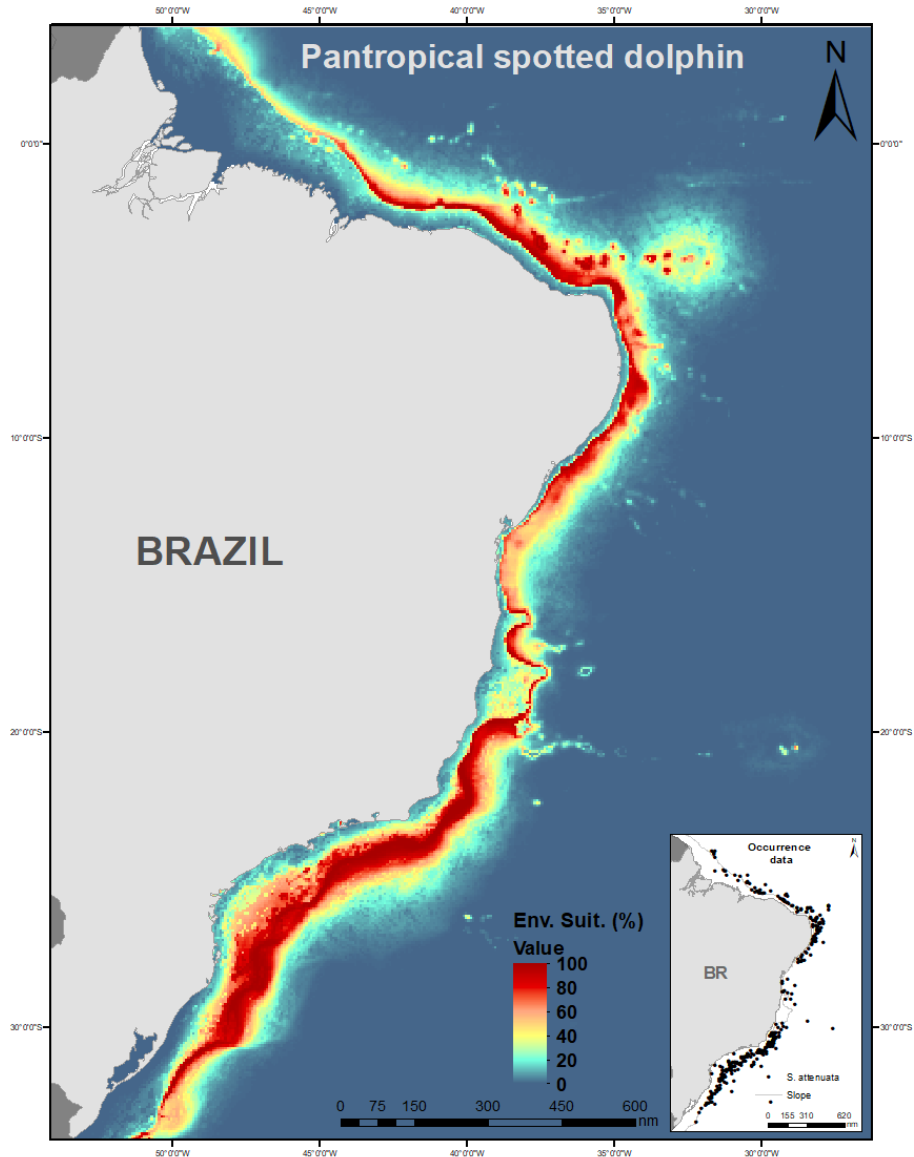 50°0'0"W 45°0'0"W 40°0'0"W 35°0'0"W 30°0'0"W
Pantropical spotted dolphin
N
0°0'0" 0°0'0"
10°0'0"S 10°0'0"S
BRAZIL
20°0'0"S 20°0'0"S
30°0'0"S 30°0'0"S
Env. Suit. (%)
Value
100
80
60
40
20
0
0 75 150 300 450 600
nm
Occurrence
data
N
BR
S. attenuata
Slope
0 155 310 620
nm
50°0'0"W 45°0'0"W 40°0'0"W 35°0'0"W 30°0'0"W